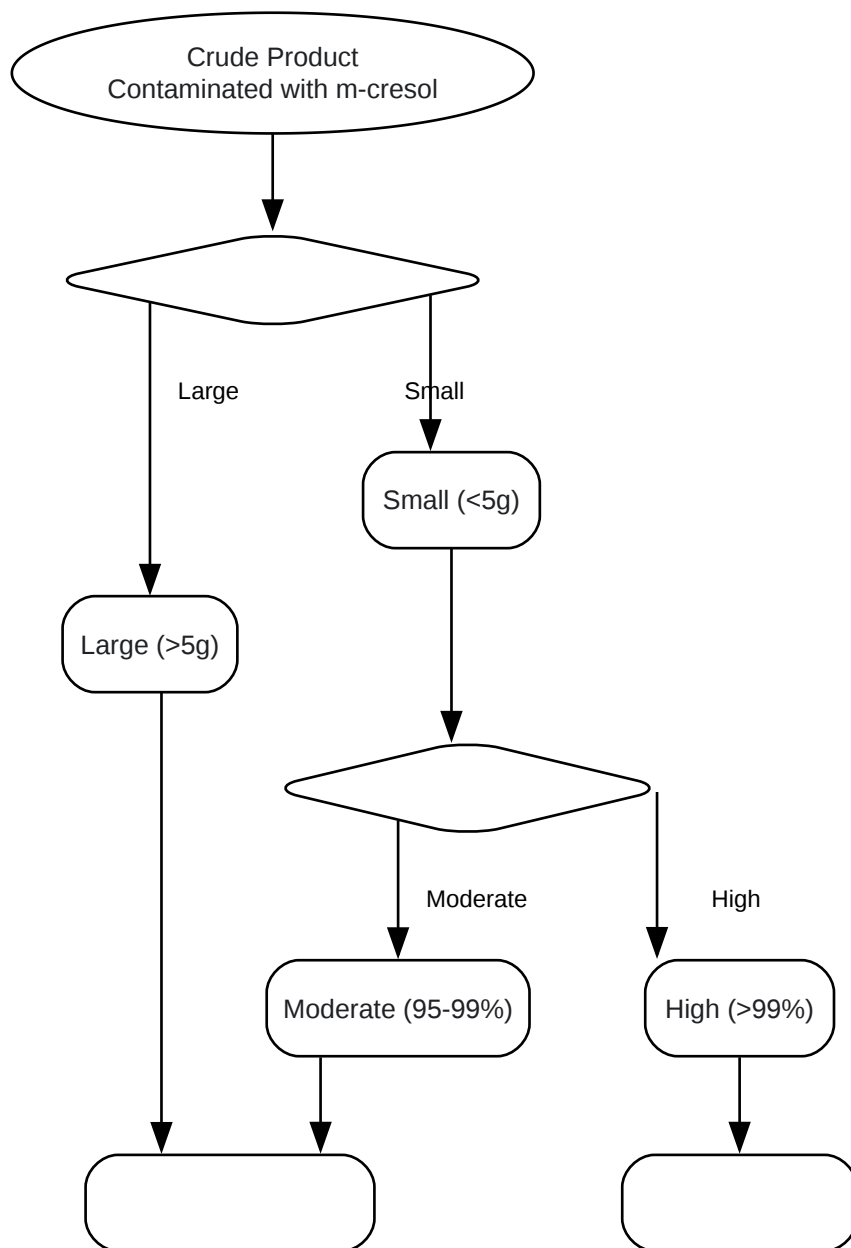 Crude Product
Contaminated with m-cresol
Large
Small
Small (<5g)
Large (>5g)
Moderate
High
Moderate (95-99%)
High (>99%)